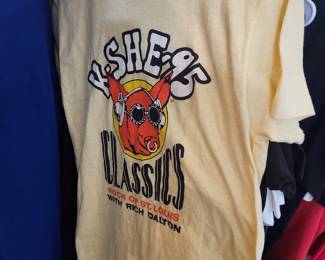 K-SHE-95
CLASSICS
ROCK OF ST. LOUIS
WITH RICH DALTON